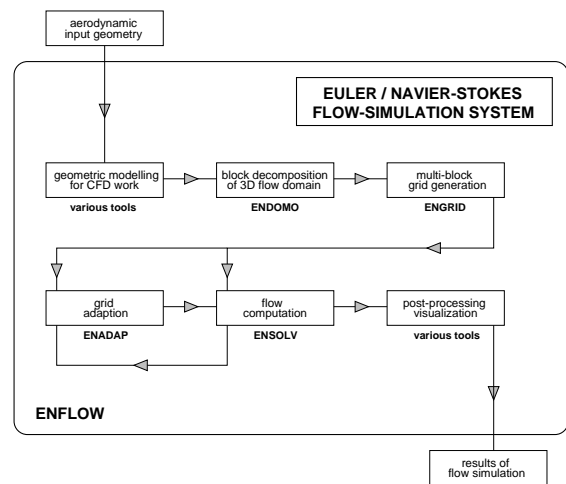 aerodynamic
input geometry
EULER / NAVIER-STOKES
FLOW-SIMULATION SYSTEM
geometric modelling
for CFD work
various tools
block decomposition
of 3D flow domain
ENDOMO
multi-block
grid generation
ENGRID
grid
adaption
ENADAP
flow
computation
ENSOLV
post-processing
visualization
various tools
ENFLOW
results of
flow simulation